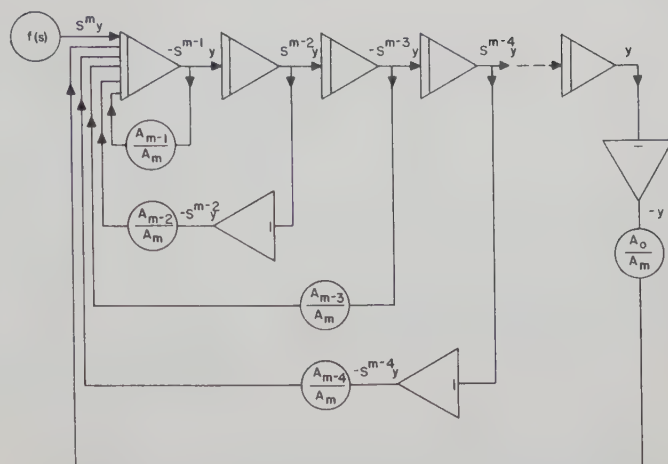 f(s)
S^m y
-S^{m-1} y
S^{m-2} y
-S^{m-3} y
S^{m-4} y
y
A_{m-1}
A_m
-S^{m-2} y
A_{m-2}
A_m
1
1
-y
A_0
A_m
A_{m-3}
A_m
A_{m-4}
A_m
-S^{m-4} y
1